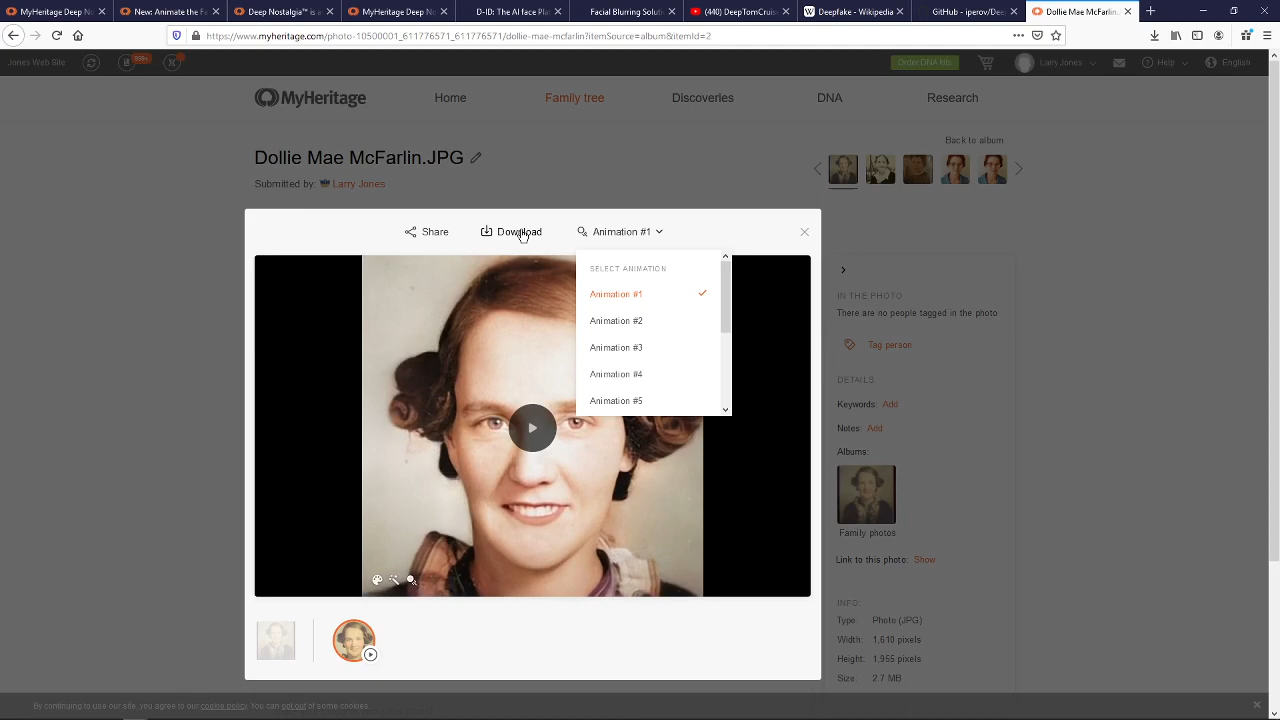 MyHeritage Deep No
New: Animate the Fa
Deep Nostalgia™ is
MyHeritage Deep No
D-ID: The AI face Pla
Facial Blurring Soluti
(440) DeepTomCruise
Deepfake - Wikipedia
GitHub - iperov/Deep
Dollie Mae McFarlin.
https://www.myheritage.com/photo-10500001_611776571_611776571/dollie-mae-mcfarlin?itemSource=album&itemId=2
Jones Web Site
999+
Order DNA kits
Larry Jones
Help
English
MyHeritage
Home
Family tree
Discoveries
DNA
Research
Back to album
Dollie Mae McFarlin.JPG
Submitted by: Larry Jones
Share
Download
Animation #1
SELECT ANIMATION
Animation #1
Animation #2
Animation #3
Animation #4
Animation #5
IN THE PHOTO
There are no people tagged in the photo
Tag person
DETAILS
Keywords: Add
Notes: Add
Albums:
Family photos
Link to this photo: Show
INFO:
Type: Photo (JPG)
Width: 1,610 pixels
Height: 1,955 pixels
Size: 2.7 MB
By continuing to use our site, you agree to our cookie policy. You can opt out of some cookies.